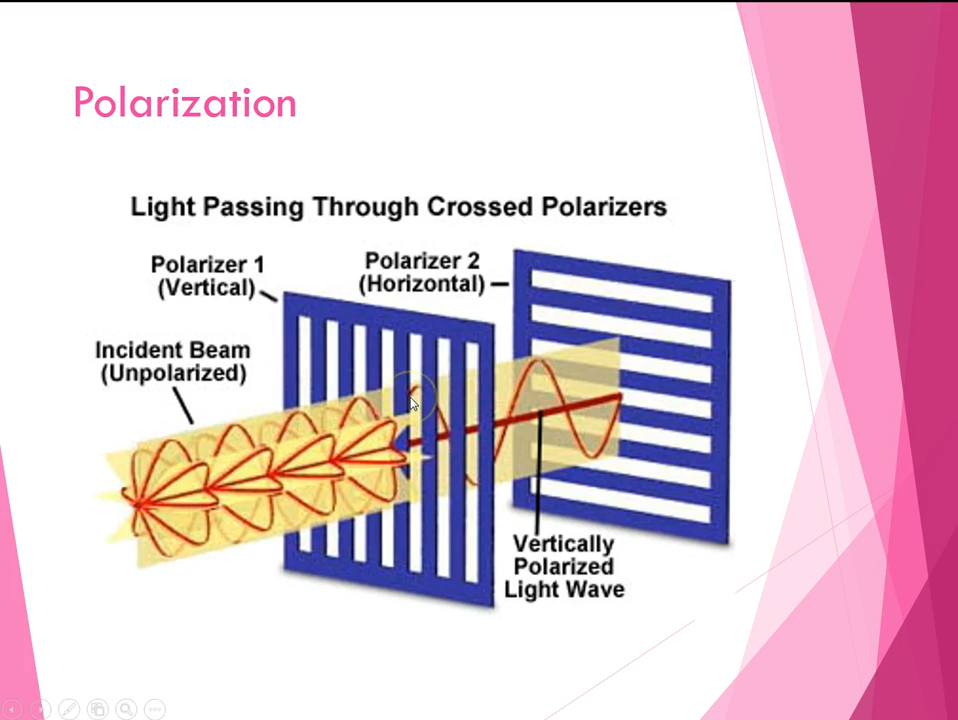 Polarization
Light Passing Through Crossed Polarizers
Polarizer 1
(Vertical)
Polarizer 2
(Horizontal)
Incident Beam
(Unpolarized)
Vertically
Polarized
Light Wave